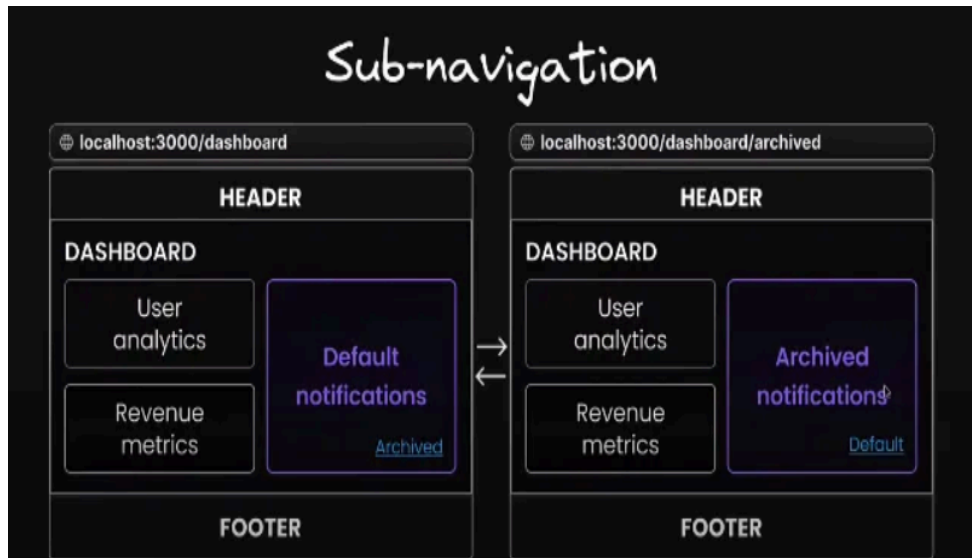 Sub-navigation
localhost:3000/dashboard
HEADER
DASHBOARD
User
analytics
Revenue
metrics
Default
notifications
Archived
FOOTER
localhost:3000/dashboard/archived
HEADER
DASHBOARD
User
analytics
Revenue
metrics
Archived
notifications
Default
FOOTER